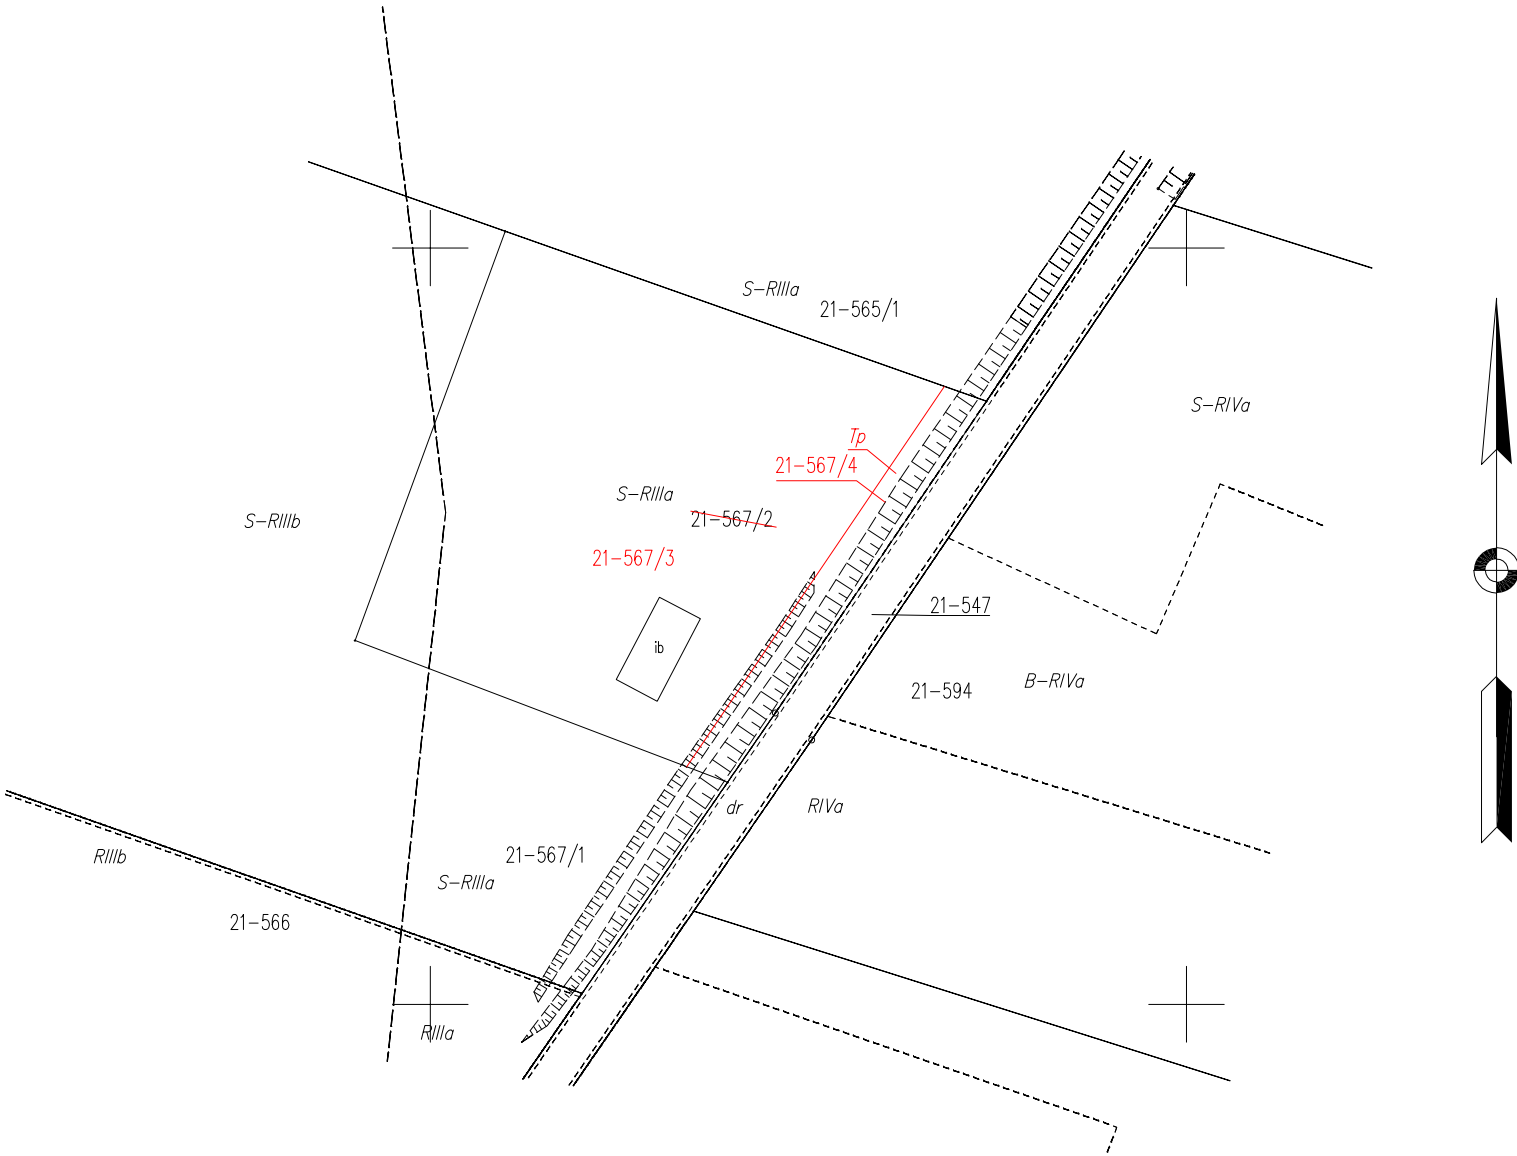 S-RIIIa
21-565/1
S-RIVa
Tp
21-567/4
S-RIIIa
21-567/2
S-RIIIb
21-567/3
21-547
ib
B-RIVa
21-594
dr
RIVa
RIIIb
21-567/1
S-RIIIa
21-566
RIIIa